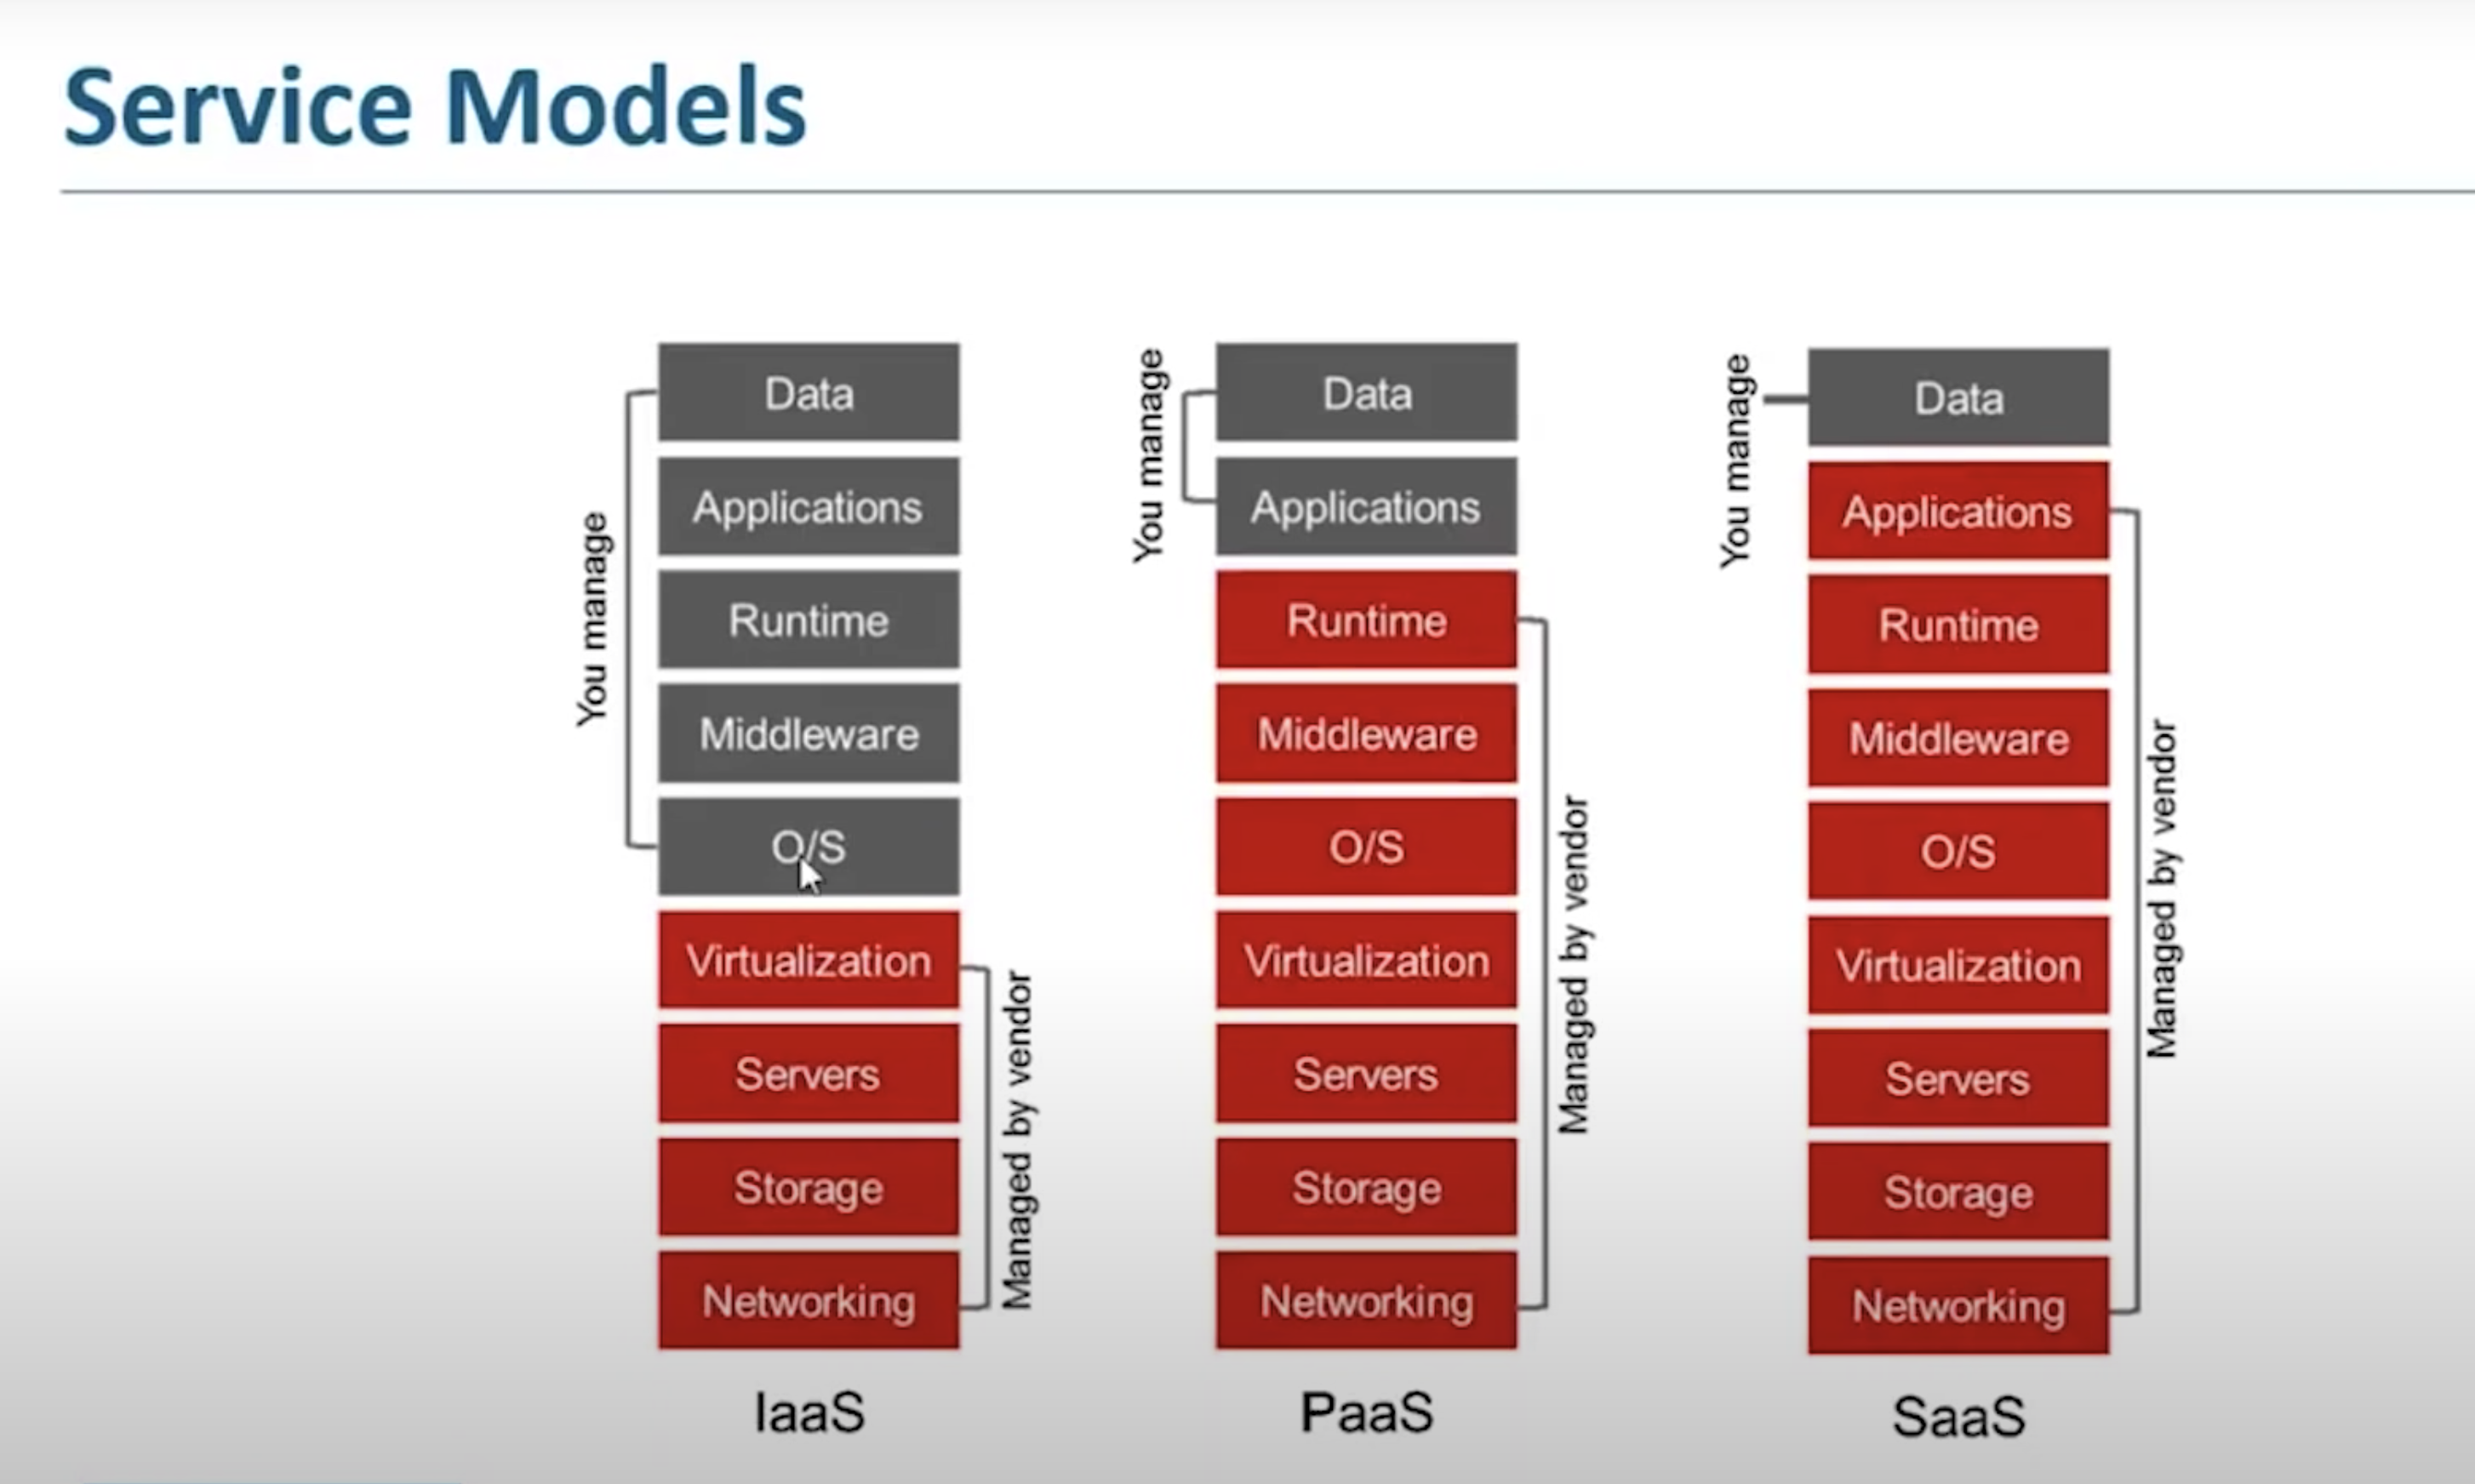 Service Models
You manage
Data
Applications
Runtime
Middleware
O/S
Virtualization
Servers
Storage
Networking
Managed by vendor
IaaS
You manage
Data
Applications
Runtime
Middleware
O/S
Virtualization
Servers
Storage
Networking
Managed by vendor
PaaS
You manage
Data
Applications
Runtime
Middleware
O/S
Virtualization
Servers
Storage
Networking
Managed by vendor
SaaS